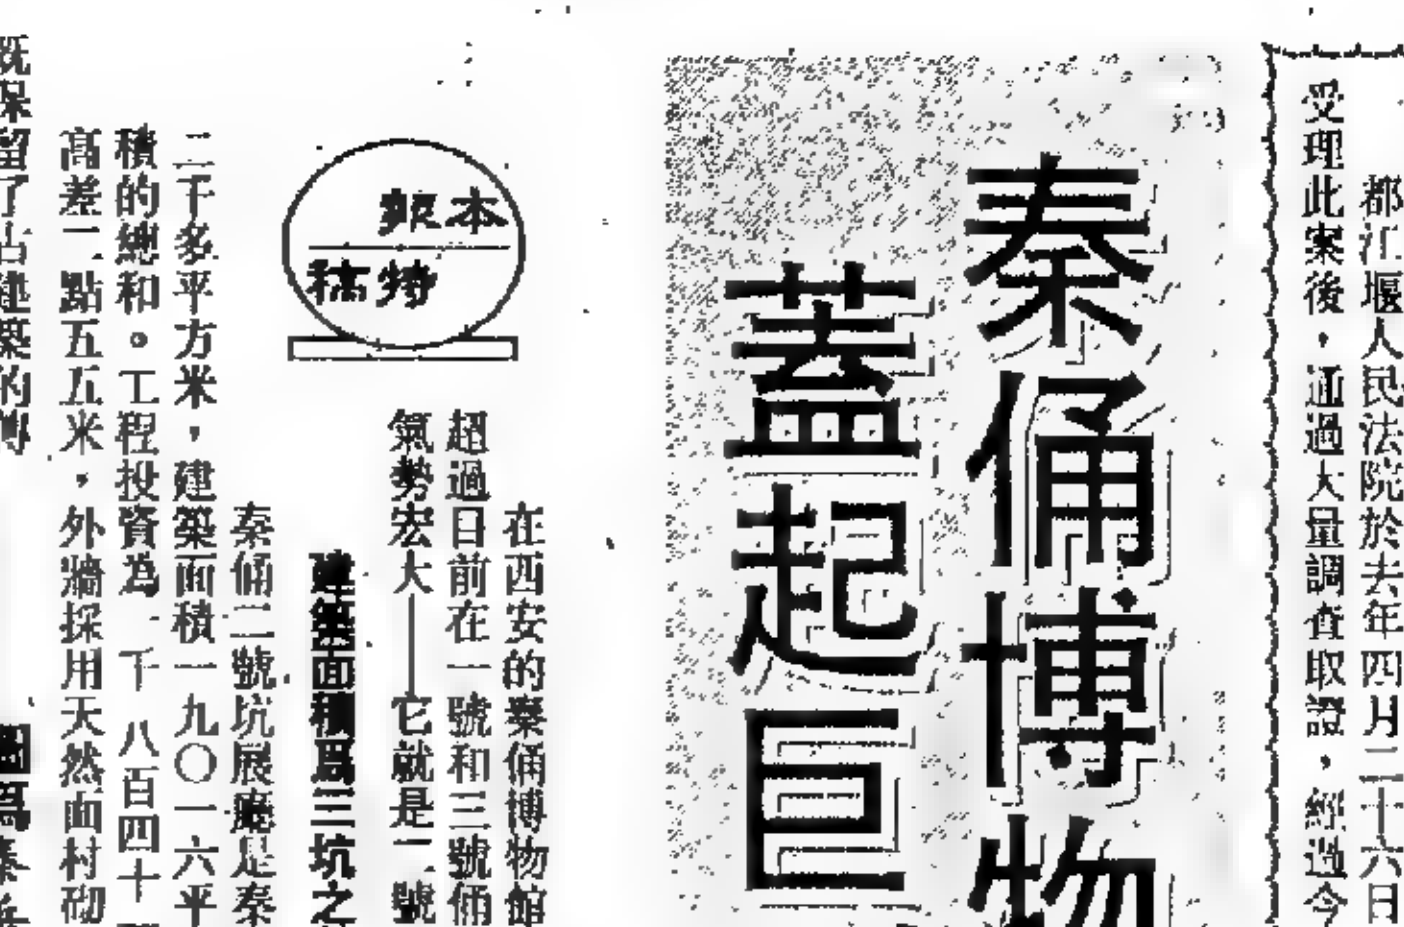 都江堰人民法院於去年四月二十六日
受理此案後，通過大量調查取證，經過今
秦俑博物
蓋起巨
本報
特稿
在西安的秦俑博物館
超過日前在一號和三號俑
氣勢宏大——它就是二號
建築面積爲三坑之
秦俑二號坑展廳是秦
二千多平方米，建築面積一九〇一六平
積的總和。工程投資為一千八百四十
高差二點五五米，外牆採用天然面村砌
既保留了古建築的博
圖爲秦